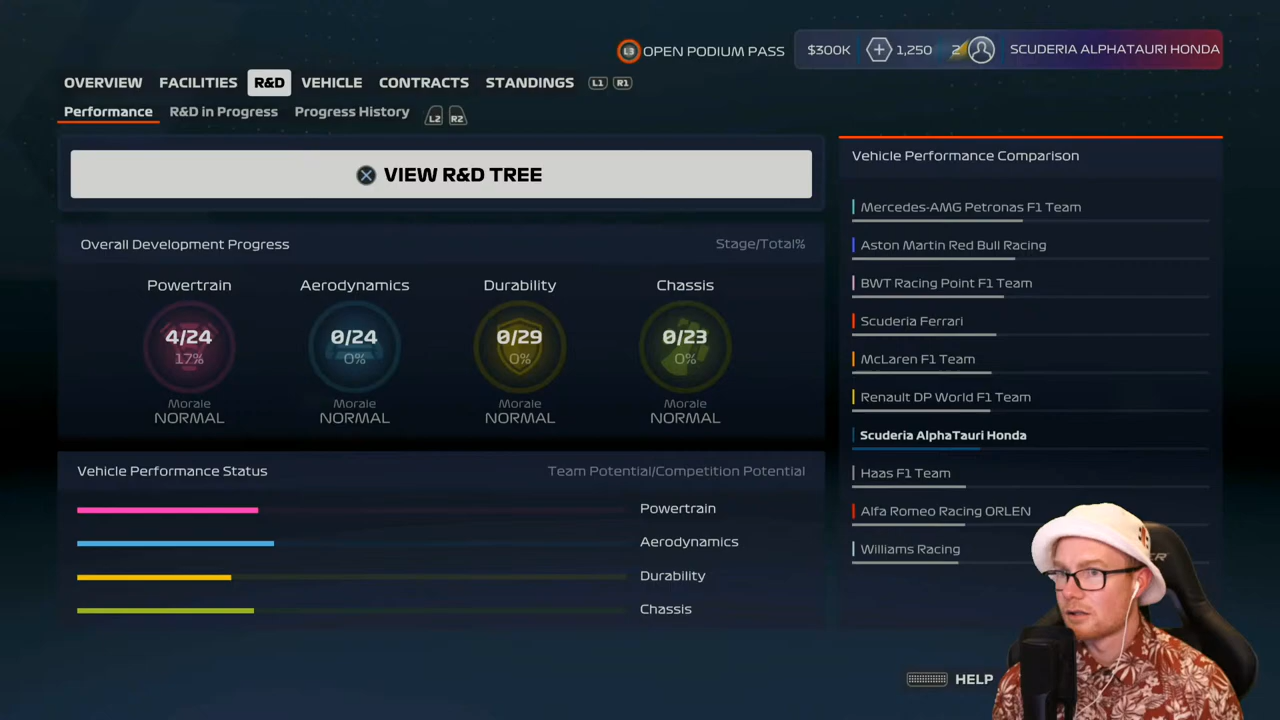 L3 OPEN PODIUM PASS
$300K 1,250 2 SCUDERIA ALPHATAURI HONDA
OVERVIEW FACILITIES R&D VEHICLE CONTRACTS STANDINGS L1 R1
Performance R&D in Progress Progress History L2 R2
VIEW R&D TREE
Overall Development Progress Stage/Total%
Powertrain Aerodynamics Durability Chassis
4/24 0/24 0/29 0/23
17% 0% 0% 0%
Morale Morale Morale Morale
NORMAL NORMAL NORMAL NORMAL
Vehicle Performance Status Team Potential/Competition Potential
Powertrain
Aerodynamics
Durability
Chassis
Vehicle Performance Comparison
Mercedes-AMG Petronas F1 Team
Aston Martin Red Bull Racing
BWT Racing Point F1 Team
Scuderia Ferrari
McLaren F1 Team
Renault DP World F1 Team
Scuderia AlphaTauri Honda
Haas F1 Team
Alfa Romeo Racing ORLEN
Williams Racing
HELP